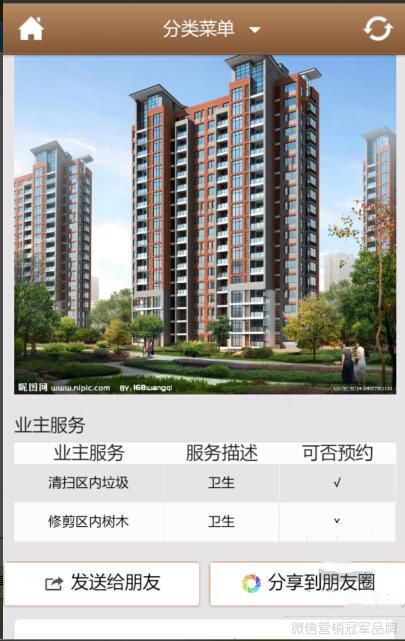 分类菜单
昵图网 www.nipic.com BY: 168wangqi
业主服务
业主服务 服务描述 可否预约
清扫区内垃圾 卫生 √
修剪区内树木 卫生
发送给朋友 分享到朋友圈
微信营销冠军品牌